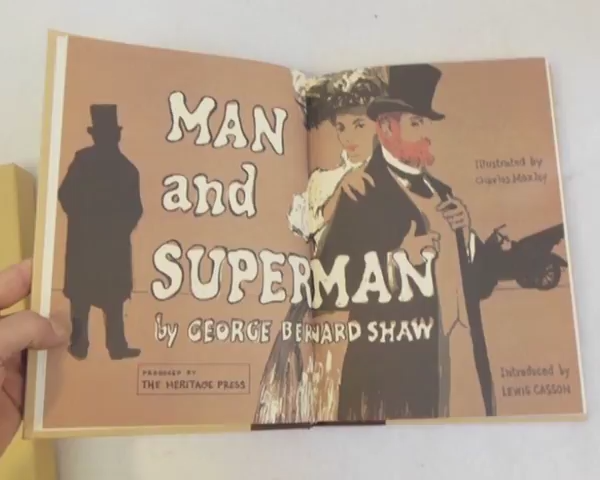 MAN
and
SUPERMAN
by GEORGE BERNARD SHAW
PRODUCED BY
THE HERITAGE PRESS
Illustrated by
Charles Mozley
Introduced by
LEWIS CASSON